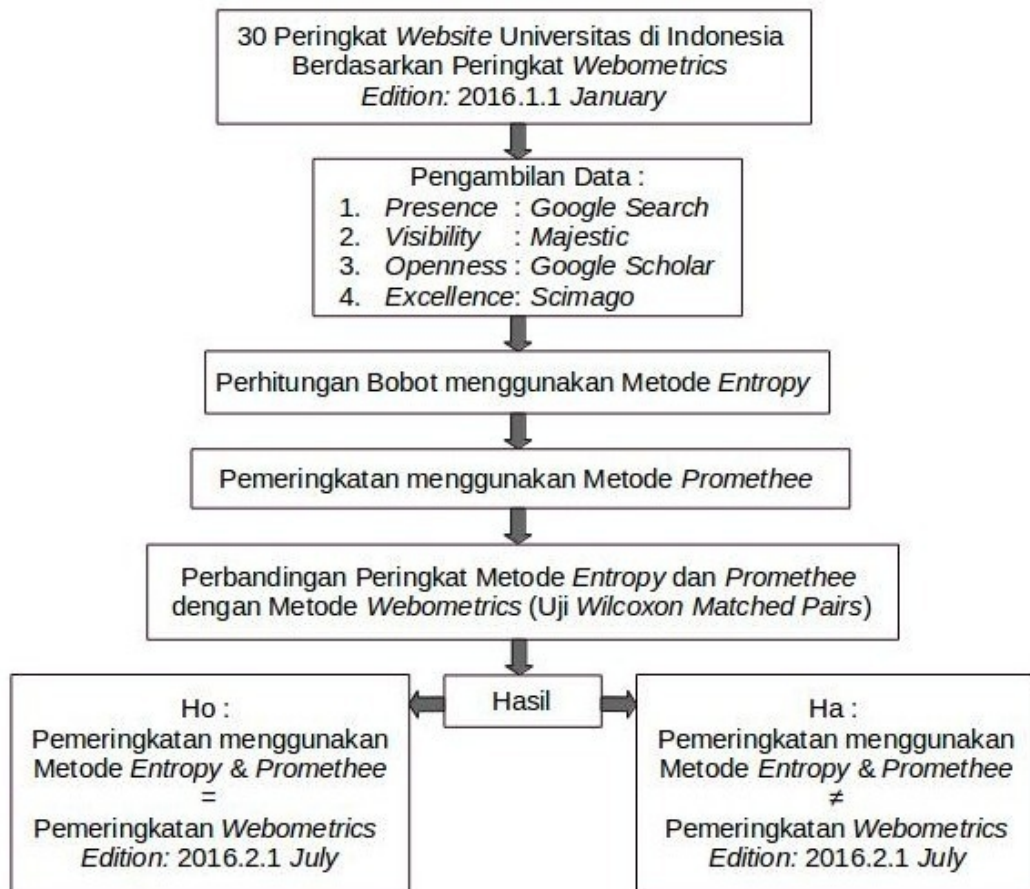 30 Peringkat Website Universitas di Indonesia
Berdasarkan Peringkat Webometrics
Edition: 2016.1.1 January
Pengambilan Data :
1. Presence : Google Search
2. Visibility : Majestic
3. Openness : Google Scholar
4. Excellence: Scimago
Perhitungan Bobot menggunakan Metode Entropy
Pemeringkatan menggunakan Metode Promethee
Perbandingan Peringkat Metode Entropy dan Promethee
dengan Metode Webometrics (Uji Wilcoxon Matched Pairs)
Hasil
Ho :
Pemeringkatan menggunakan
Metode Entropy & Promethee
=
Pemeringkatan Webometrics
Edition: 2016.2.1 July
Ha :
Pemeringkatan menggunakan
Metode Entropy & Promethee
≠
Pemeringkatan Webometrics
Edition: 2016.2.1 July